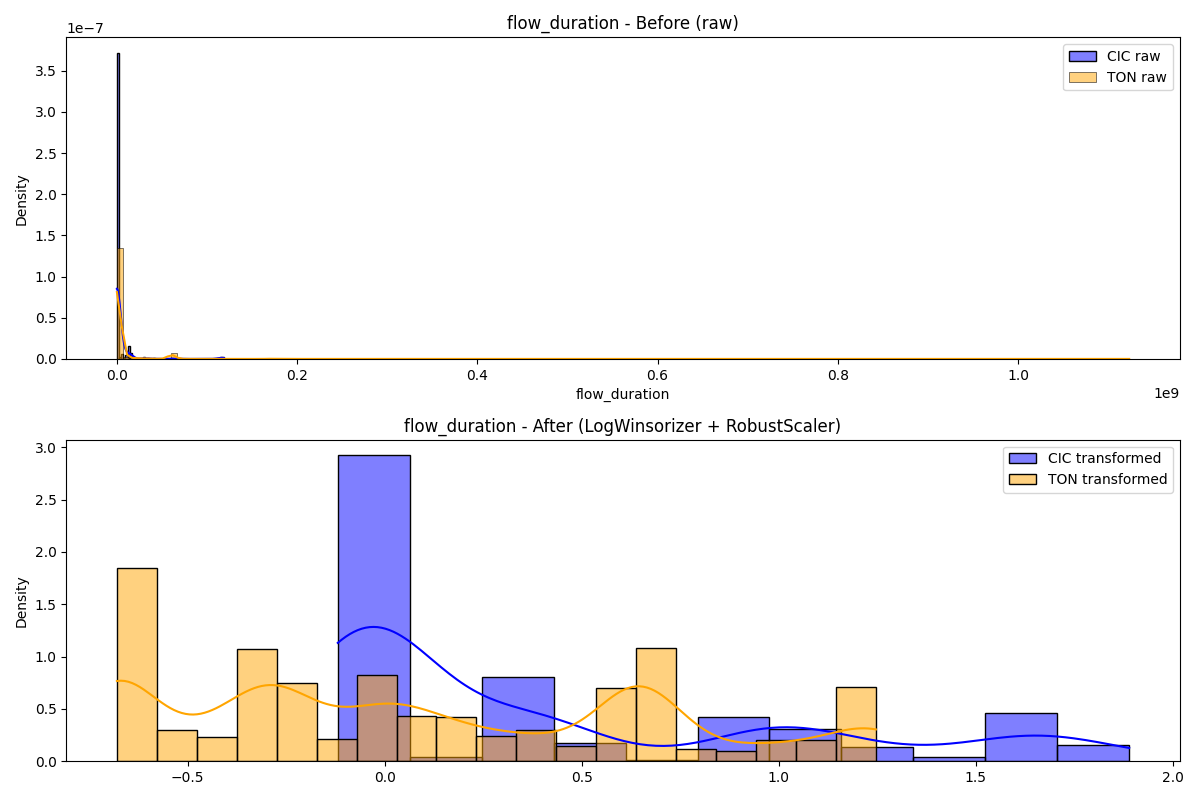 flow_duration - Before (raw)
1e−7
CIC raw
TON raw
3.5
3.0
2.5
2.0
1.5
1.0
0.5
0.0
Density
0.0 0.2 0.4 0.6 0.8 1.0
1e9
flow_duration
flow_duration - After (LogWinsorizer + RobustScaler)
CIC transformed
TON transformed
3.0
2.5
2.0
1.5
1.0
0.5
0.0
Density
−0.5 0.0 0.5 1.0 1.5 2.0